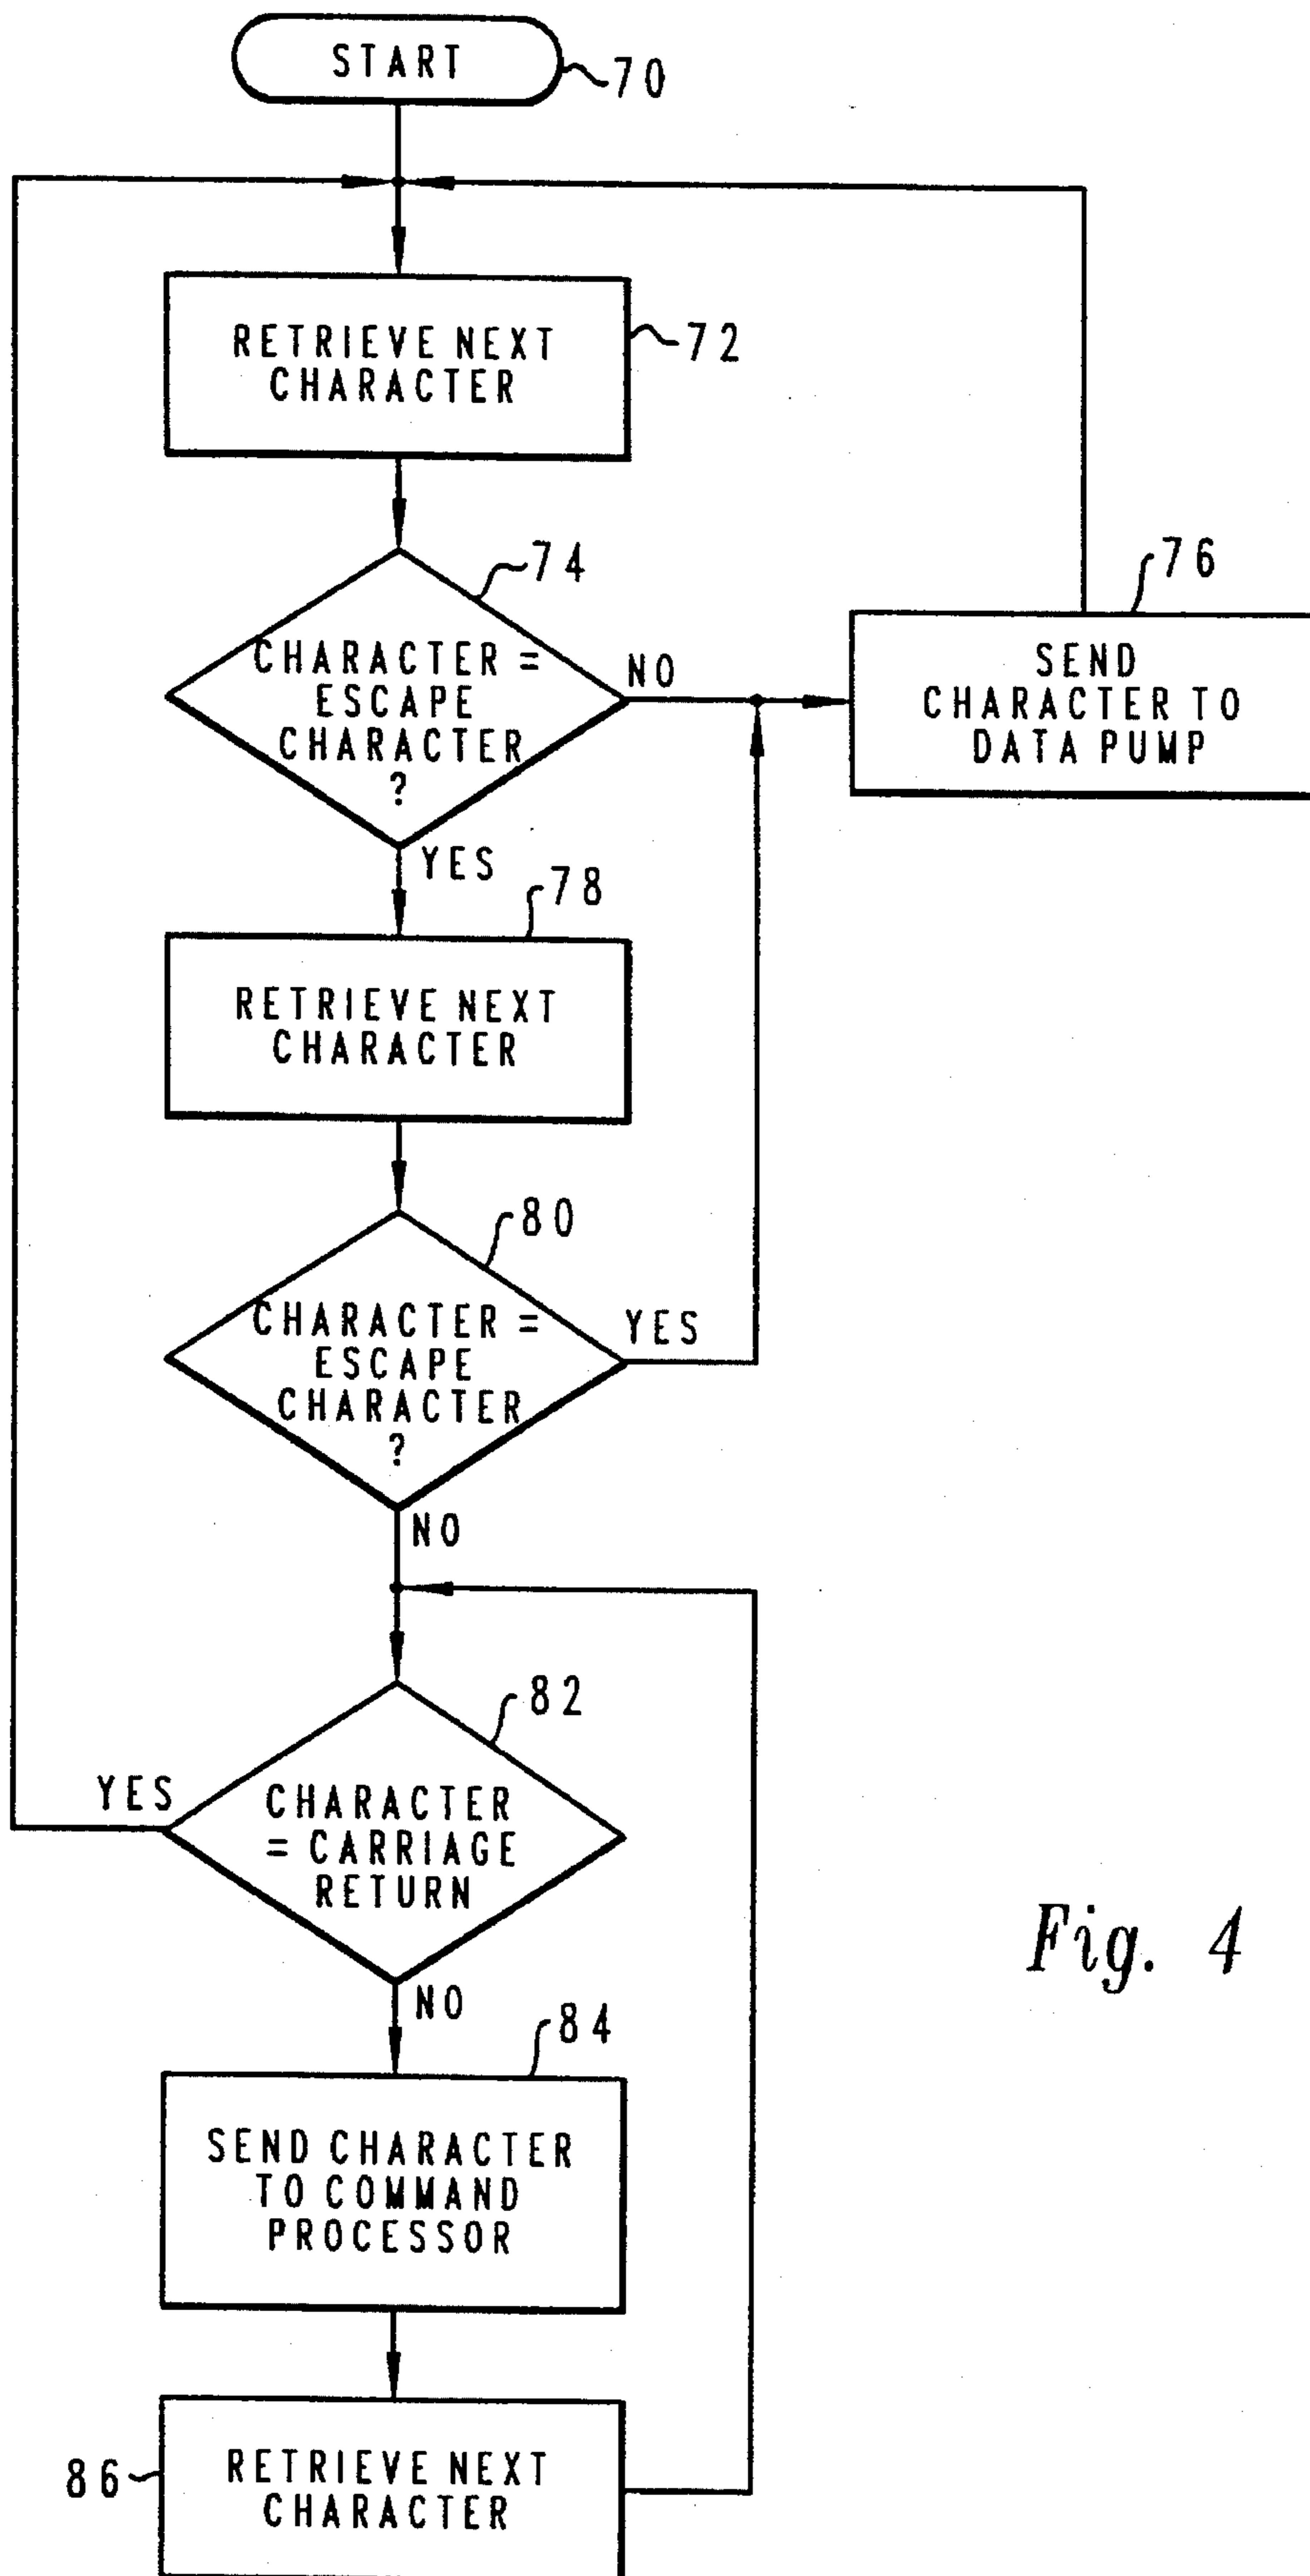 START
70
RETRIEVE NEXT
CHARACTER
72
74
CHARACTER =
ESCAPE
CHARACTER
?
NO
YES
76
SEND
CHARACTER TO
DATA PUMP
78
RETRIEVE NEXT
CHARACTER
80
CHARACTER =
ESCAPE
CHARACTER
?
YES
NO
82
CHARACTER
= CARRIAGE
RETURN
YES
NO
Fig. 4
84
SEND CHARACTER
TO COMMAND
PROCESSOR
86
RETRIEVE NEXT
CHARACTER